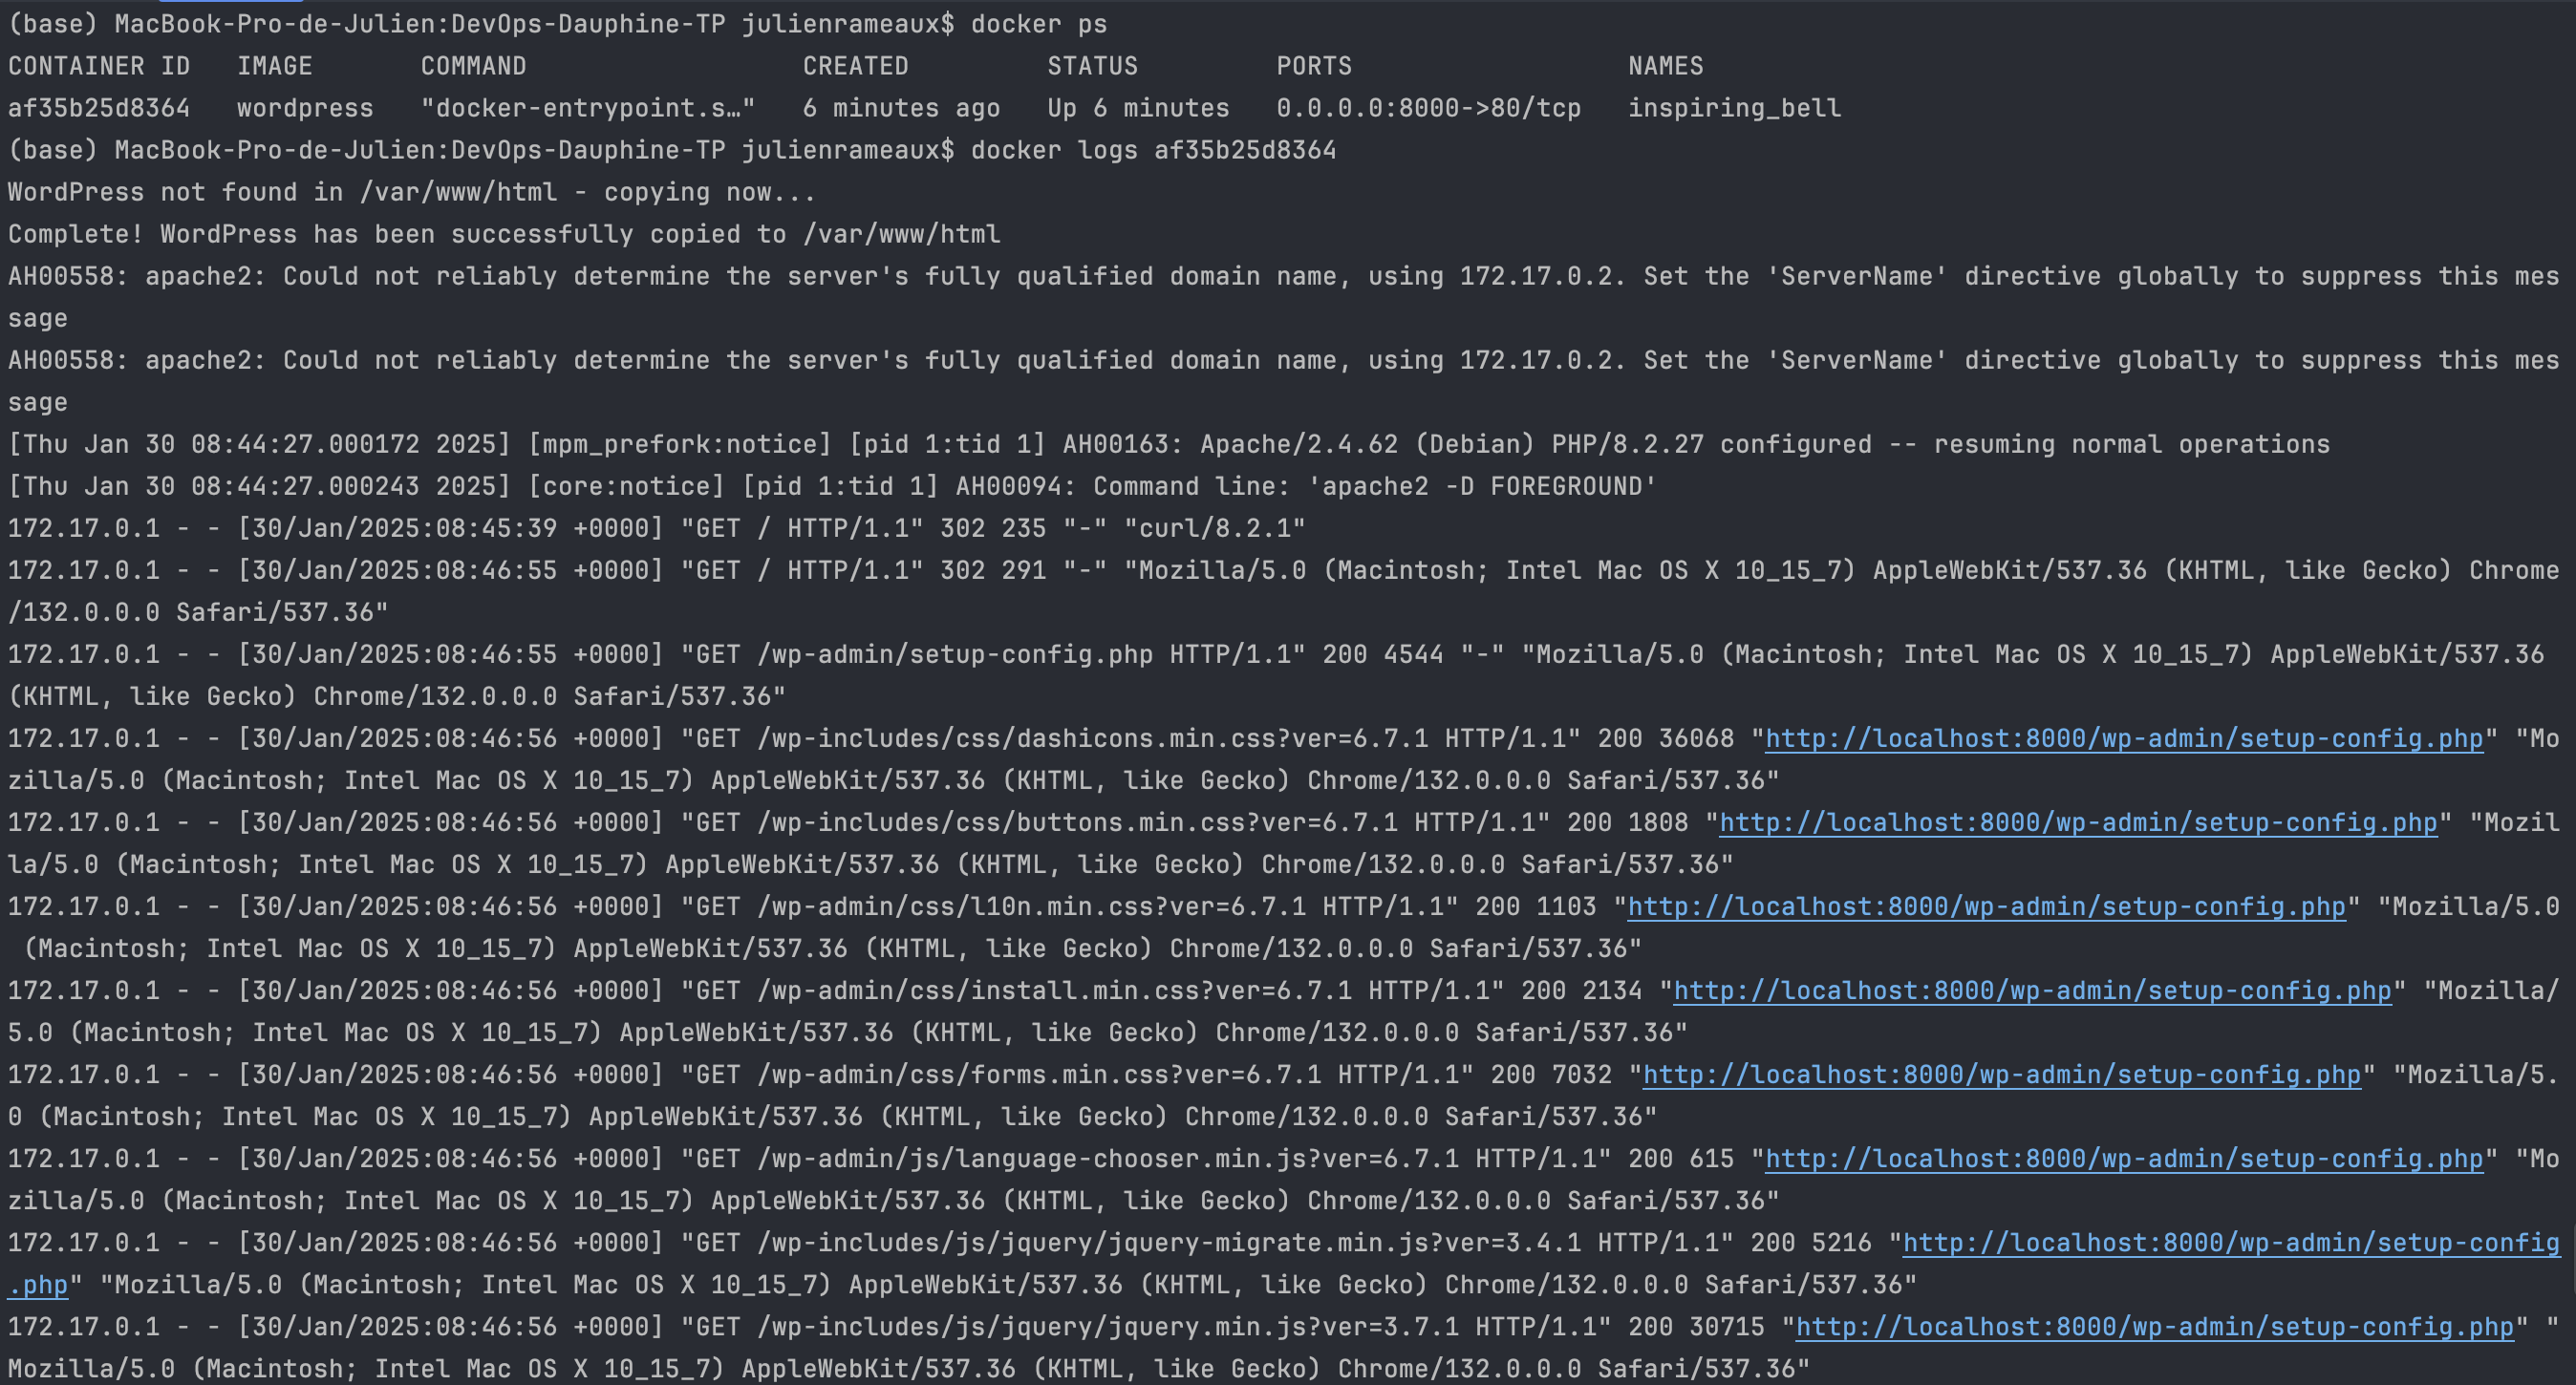 (base) MacBook-Pro-de-Julien:DevOps-Dauphine-TP julienrameaux$ docker ps
CONTAINER ID   IMAGE       COMMAND                  CREATED         STATUS         PORTS                  NAMES
af35b25d8364   wordpress   "docker-entrypoint.s…"   6 minutes ago   Up 6 minutes   0.0.0.0:8000->80/tcp   inspiring_bell
(base) MacBook-Pro-de-Julien:DevOps-Dauphine-TP julienrameaux$ docker logs af35b25d8364
WordPress not found in /var/www/html - copying now...
Complete! WordPress has been successfully copied to /var/www/html
AH00558: apache2: Could not reliably determine the server's fully qualified domain name, using 172.17.0.2. Set the 'ServerName' directive globally to suppress this mes
sage
AH00558: apache2: Could not reliably determine the server's fully qualified domain name, using 172.17.0.2. Set the 'ServerName' directive globally to suppress this mes
sage
[Thu Jan 30 08:44:27.000172 2025] [mpm_prefork:notice] [pid 1:tid 1] AH00163: Apache/2.4.62 (Debian) PHP/8.2.27 configured -- resuming normal operations
[Thu Jan 30 08:44:27.000243 2025] [core:notice] [pid 1:tid 1] AH00094: Command line: 'apache2 -D FOREGROUND'
172.17.0.1 - - [30/Jan/2025:08:45:39 +0000] "GET / HTTP/1.1" 302 235 "-" "curl/8.2.1"
172.17.0.1 - - [30/Jan/2025:08:46:55 +0000] "GET / HTTP/1.1" 302 291 "-" "Mozilla/5.0 (Macintosh; Intel Mac OS X 10_15_7) AppleWebKit/537.36 (KHTML, like Gecko) Chrome
/132.0.0.0 Safari/537.36"
172.17.0.1 - - [30/Jan/2025:08:46:55 +0000] "GET /wp-admin/setup-config.php HTTP/1.1" 200 4544 "-" "Mozilla/5.0 (Macintosh; Intel Mac OS X 10_15_7) AppleWebKit/537.36
(KHTML, like Gecko) Chrome/132.0.0.0 Safari/537.36"
172.17.0.1 - - [30/Jan/2025:08:46:56 +0000] "GET /wp-includes/css/dashicons.min.css?ver=6.7.1 HTTP/1.1" 200 36068 "http://localhost:8000/wp-admin/setup-config.php" "Mo
zilla/5.0 (Macintosh; Intel Mac OS X 10_15_7) AppleWebKit/537.36 (KHTML, like Gecko) Chrome/132.0.0.0 Safari/537.36"
172.17.0.1 - - [30/Jan/2025:08:46:56 +0000] "GET /wp-includes/css/buttons.min.css?ver=6.7.1 HTTP/1.1" 200 1808 "http://localhost:8000/wp-admin/setup-config.php" "Mozil
la/5.0 (Macintosh; Intel Mac OS X 10_15_7) AppleWebKit/537.36 (KHTML, like Gecko) Chrome/132.0.0.0 Safari/537.36"
172.17.0.1 - - [30/Jan/2025:08:46:56 +0000] "GET /wp-admin/css/l10n.min.css?ver=6.7.1 HTTP/1.1" 200 1103 "http://localhost:8000/wp-admin/setup-config.php" "Mozilla/5.0
 (Macintosh; Intel Mac OS X 10_15_7) AppleWebKit/537.36 (KHTML, like Gecko) Chrome/132.0.0.0 Safari/537.36"
172.17.0.1 - - [30/Jan/2025:08:46:56 +0000] "GET /wp-admin/css/install.min.css?ver=6.7.1 HTTP/1.1" 200 2134 "http://localhost:8000/wp-admin/setup-config.php" "Mozilla/
5.0 (Macintosh; Intel Mac OS X 10_15_7) AppleWebKit/537.36 (KHTML, like Gecko) Chrome/132.0.0.0 Safari/537.36"
172.17.0.1 - - [30/Jan/2025:08:46:56 +0000] "GET /wp-admin/css/forms.min.css?ver=6.7.1 HTTP/1.1" 200 7032 "http://localhost:8000/wp-admin/setup-config.php" "Mozilla/5.
0 (Macintosh; Intel Mac OS X 10_15_7) AppleWebKit/537.36 (KHTML, like Gecko) Chrome/132.0.0.0 Safari/537.36"
172.17.0.1 - - [30/Jan/2025:08:46:56 +0000] "GET /wp-admin/js/language-chooser.min.js?ver=6.7.1 HTTP/1.1" 200 615 "http://localhost:8000/wp-admin/setup-config.php" "Mo
zilla/5.0 (Macintosh; Intel Mac OS X 10_15_7) AppleWebKit/537.36 (KHTML, like Gecko) Chrome/132.0.0.0 Safari/537.36"
172.17.0.1 - - [30/Jan/2025:08:46:56 +0000] "GET /wp-includes/js/jquery/jquery-migrate.min.js?ver=3.4.1 HTTP/1.1" 200 5216 "http://localhost:8000/wp-admin/setup-config
.php" "Mozilla/5.0 (Macintosh; Intel Mac OS X 10_15_7) AppleWebKit/537.36 (KHTML, like Gecko) Chrome/132.0.0.0 Safari/537.36"
172.17.0.1 - - [30/Jan/2025:08:46:56 +0000] "GET /wp-includes/js/jquery/jquery.min.js?ver=3.7.1 HTTP/1.1" 200 30715 "http://localhost:8000/wp-admin/setup-config.php" "
Mozilla/5.0 (Macintosh; Intel Mac OS X 10_15_7) AppleWebKit/537.36 (KHTML, like Gecko) Chrome/132.0.0.0 Safari/537.36"